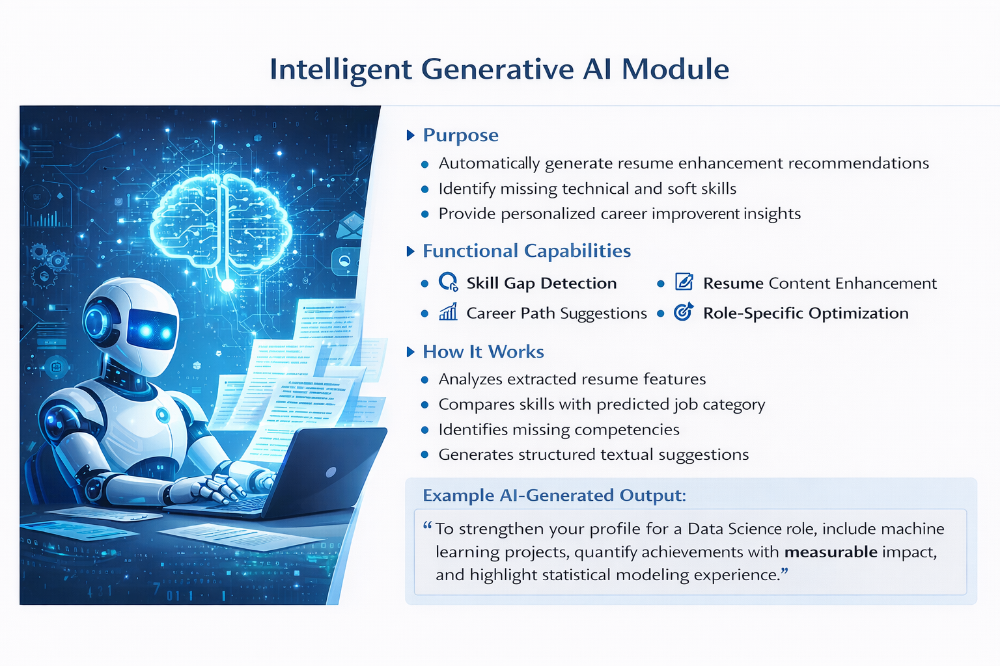 Intelligent Generative AI Module
Purpose
Automatically generate resume enhancement recommendations
Identify missing technical and soft skills
Provide personalized career improverent insights
Functional Capabilities
Skill Gap Detection
Resume Content Enhancement
Career Path Suggestions
Role-Specific Optimization
How It Works
Analyzes extracted resume features
Compares skills with predicted job category
Identifies missing competencies
Generates structured textual suggestions
Example AI-Generated Output:
“To strengthen your profile for a Data Science role, include machine
learning projects, quantify achievements with measurable impact,
and highlight statistical modeling experience.”